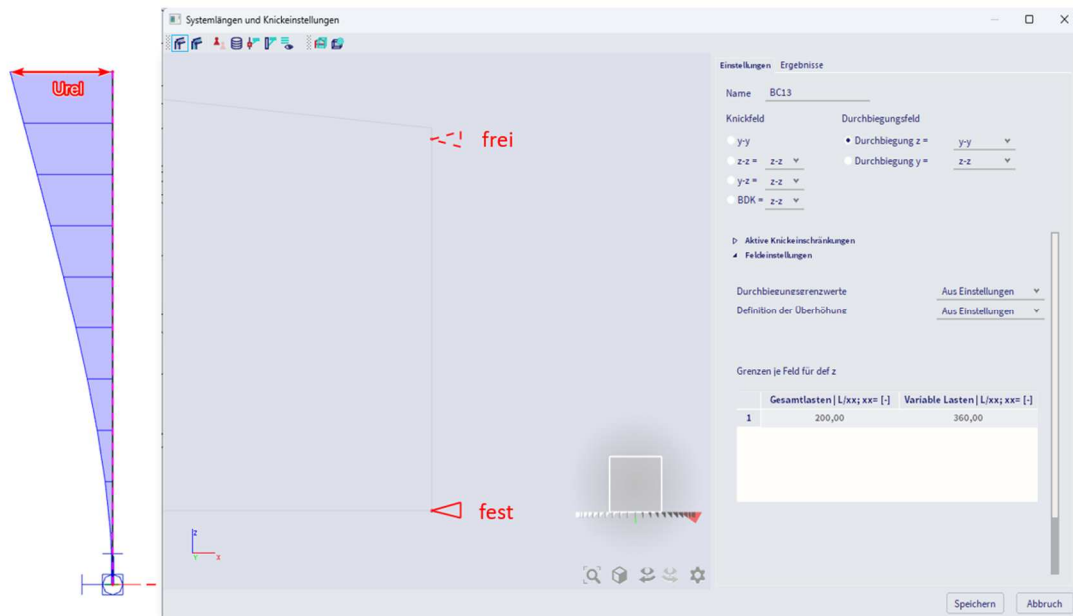 Systemlängen und Knickeinstellungen
Urel
frei
fest
z
Y
X
Einstellungen Ergebnisse
Name BC13
Knickfeld Durchbiegungsfeld
y-y Durchbiegung z = y-y
z-z = z-z Durchbiegung y = z-z
y-z = z-z
BDK = z-z
Aktive Knickeinschränkungen
Feldeinstellungen
Durchbiegungsgrenzwerte Aus Einstellungen
Definition der Überhöhung Aus Einstellungen
Grenzen je Feld für def z
Gesamtlasten | L/xx; xx= [-] Variable Lasten | L/xx; xx= [-]
1 200,00 360,00
Speichern Abbruch